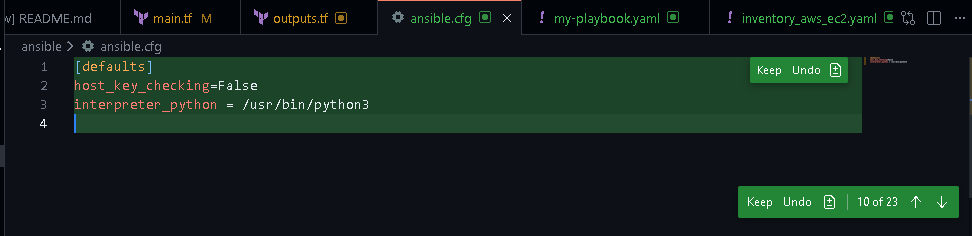 w] README.md
main.tf M
outputs.tf
ansible.cfg
my-playbook.yaml
inventory_aws_ec2.yaml
ansible > ansible.cfg
1 [defaults]
2 host_key_checking=False
3 interpreter_python = /usr/bin/python3
4
Keep Undo
Keep Undo 10 of 23